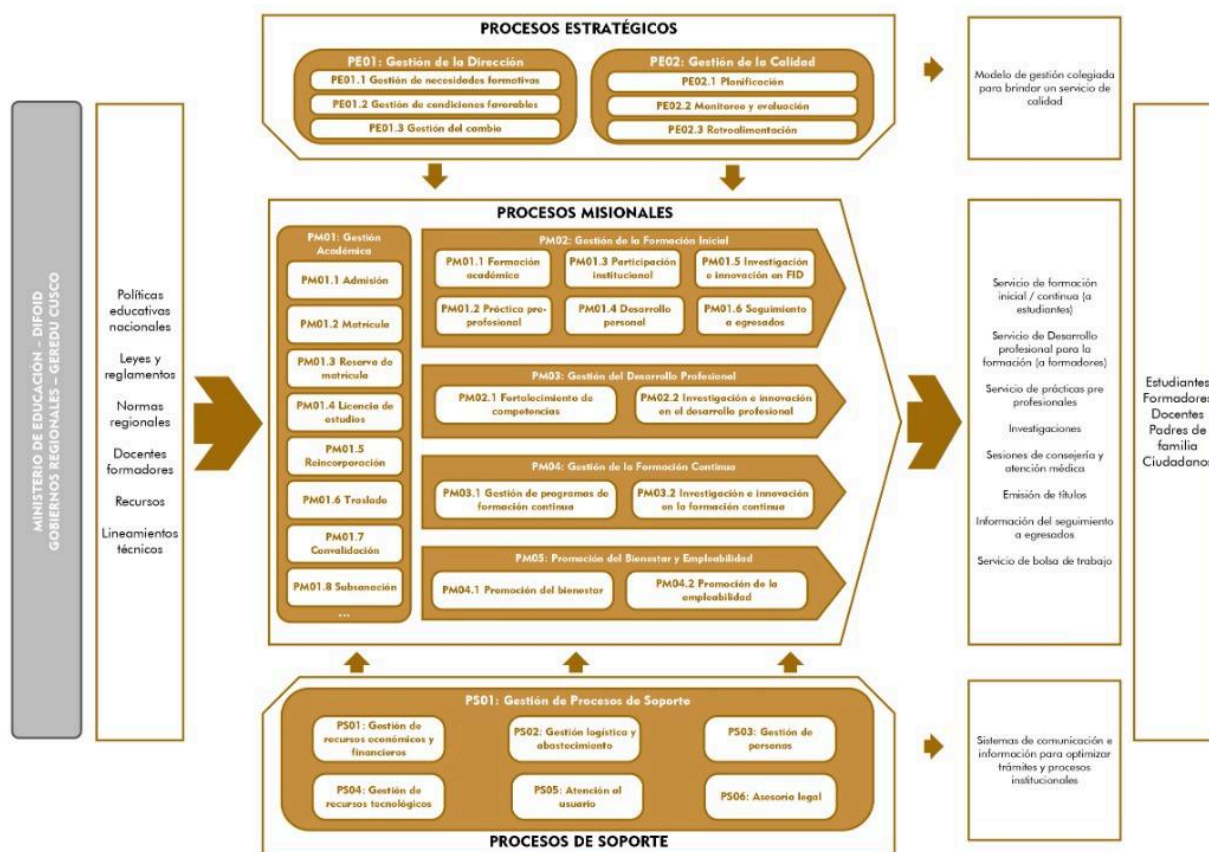 MINISTERIO DE EDUCACIÓN – DIFOID
GOBIERNOS REGIONALES – GEREDU CUSCO
Políticas
educativas
nacionales
Leyes y
reglamentos
Normas
regionales
Docentes
formadores
Recursos
Lineamientos
técnicos
PROCESOS ESTRATÉGICOS
PE01: Gestión de la Dirección
PE01.1 Gestión de necesidades formativas
PE01.2 Gestión de condiciones favorables
PE01.3 Gestión del cambio
PE02: Gestión de la Calidad
PE02.1 Planificación
PE02.2 Monitoreo y evaluación
PE02.3 Retroalimentación
PROCESOS MISIONALES
PM01: Gestión
Académica
PM01.1 Admisión
PM01.2 Matrícula
PM01.3 Reserva de
matrícula
PM01.4 Licencia de
estudios
PM01.5
Reincorporación
PM01.6 Traslado
PM01.7
Convalidación
PM01.8 Subsanación
...
PM02: Gestión de la Formación Inicial
PM01.1 Formación
académica
PM01.3 Participación
institucional
PM01.5 Investigación
e innovación en FID
PM01.2 Práctica pre-
profesional
PM01.4 Desarrollo
personal
PM01.6 Seguimiento
a egresados
PM03: Gestión del Desarrollo Profesional
PM02.1 Fortalecimiento de
competencias
PM02.2 Investigación e innovación
en el desarrollo profesional
PM04: Gestión de la Formación Continua
PM03.1 Gestión de programas de
formación continua
PM03.2 Investigación e innovación
en la formación continua
PM05: Promoción del Bienestar y Empleabilidad
PM04.1 Promoción del bienestar
PM04.2 Promoción de la
empleabilidad
PS01: Gestión de Procesos de Soporte
PS01: Gestión de
recursos económicos y
financieros
PS02: Gestión logística y
abastecimiento
PS03: Gestión de
personas
PS04: Gestión de
recursos tecnológicos
PS05: Atención al
usuario
PS06: Asesoría legal
PROCESOS DE SOPORTE
Modelo de gestión colegiada
para brindar un servicio de
calidad
Servicio de formación
inicial / continua (a
estudiantes)
Servicio de Desarrollo
profesional para la
formación (a formadores)
Servicio de prácticas pre
profesionales
Investigaciones
Sesiones de consejería y
atención médica
Emisión de títulos
Información del seguimiento
a egresados
Servicio de bolsa de trabajo
Sistemas de comunicación e
información para optimizar
trámites y procesos
institucionales
Estudiantes
Formadores
Docentes
Padres de
familia
Ciudadanos